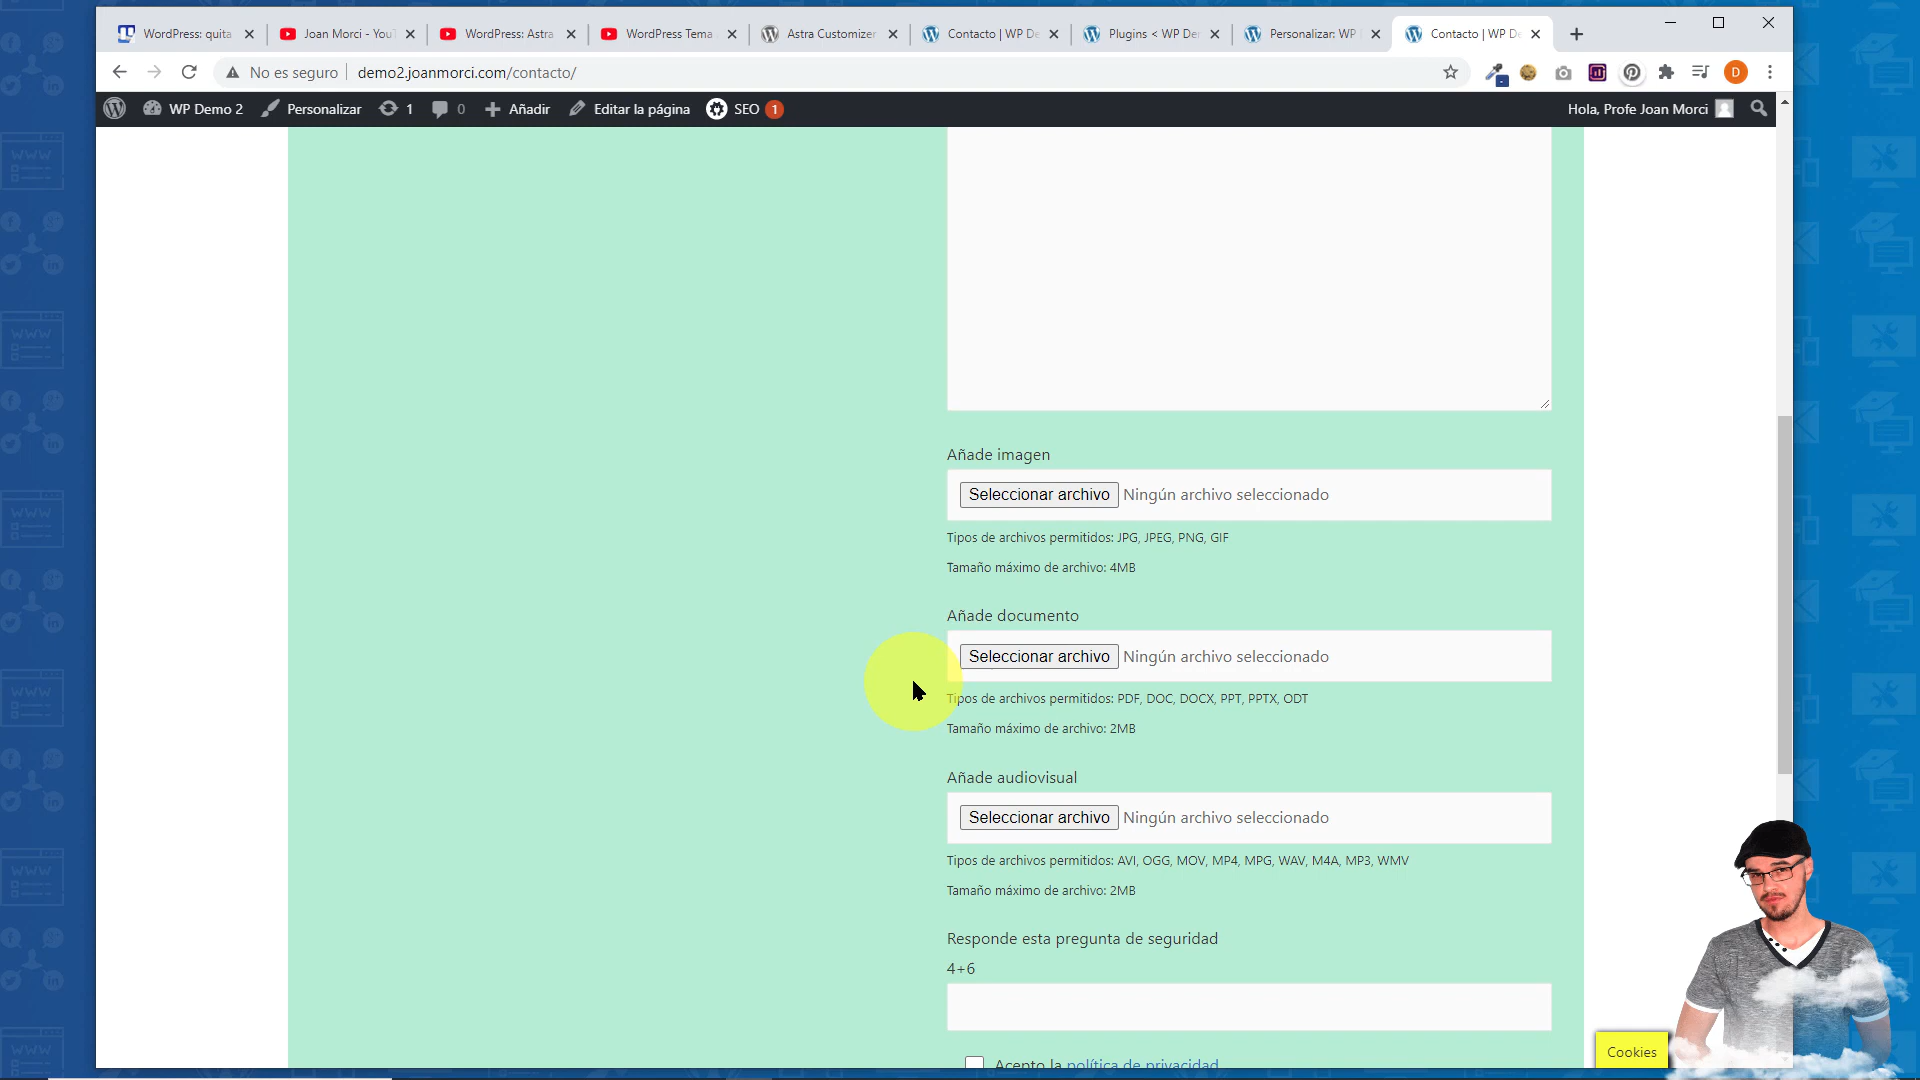 WordPress: quita
Joan Morci - YouT
WordPress: Astra
WordPress Tema
Astra Customizer
Contacto | WP De
Plugins < WP Der
Personalizar: WP
Contacto | WP De
No es seguro
demo2.joanmorci.com/contacto/
D
WP Demo 2
Personalizar
1
0
Añadir
Editar la página
SEO
1
Hola, Profe Joan Morci
Añade imagen
Seleccionar archivo Ningún archivo seleccionado
Tipos de archivos permitidos: JPG, JPEG, PNG, GIF
Tamaño máximo de archivo: 4MB
Añade documento
Seleccionar archivo Ningún archivo seleccionado
Tipos de archivos permitidos: PDF, DOC, DOCX, PPT, PPTX, ODT
Tamaño máximo de archivo: 2MB
Añade audiovisual
Seleccionar archivo Ningún archivo seleccionado
Tipos de archivos permitidos: AVI, OGG, MOV, MP4, MPG, WAV, M4A, MP3, WMV
Tamaño máximo de archivo: 2MB
Responde esta pregunta de seguridad
4+6
Acepto la política de privacidad
Cookies